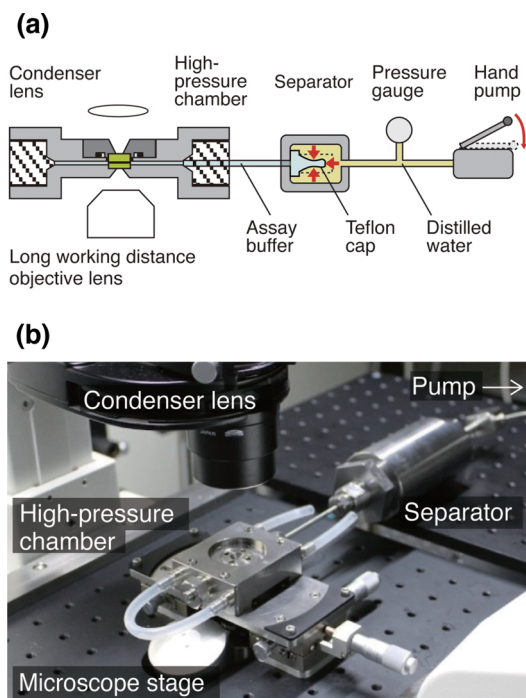 (a)
Condenser
lens
High-
pressure
chamber
Separator
Pressure
gauge
Hand
pump
Assay
buffer
Teflon
cap
Distilled
water
Long working distance
objective lens
(b)
Condenser lens
Pump
High-pressure
chamber
Separator
Microscope stage